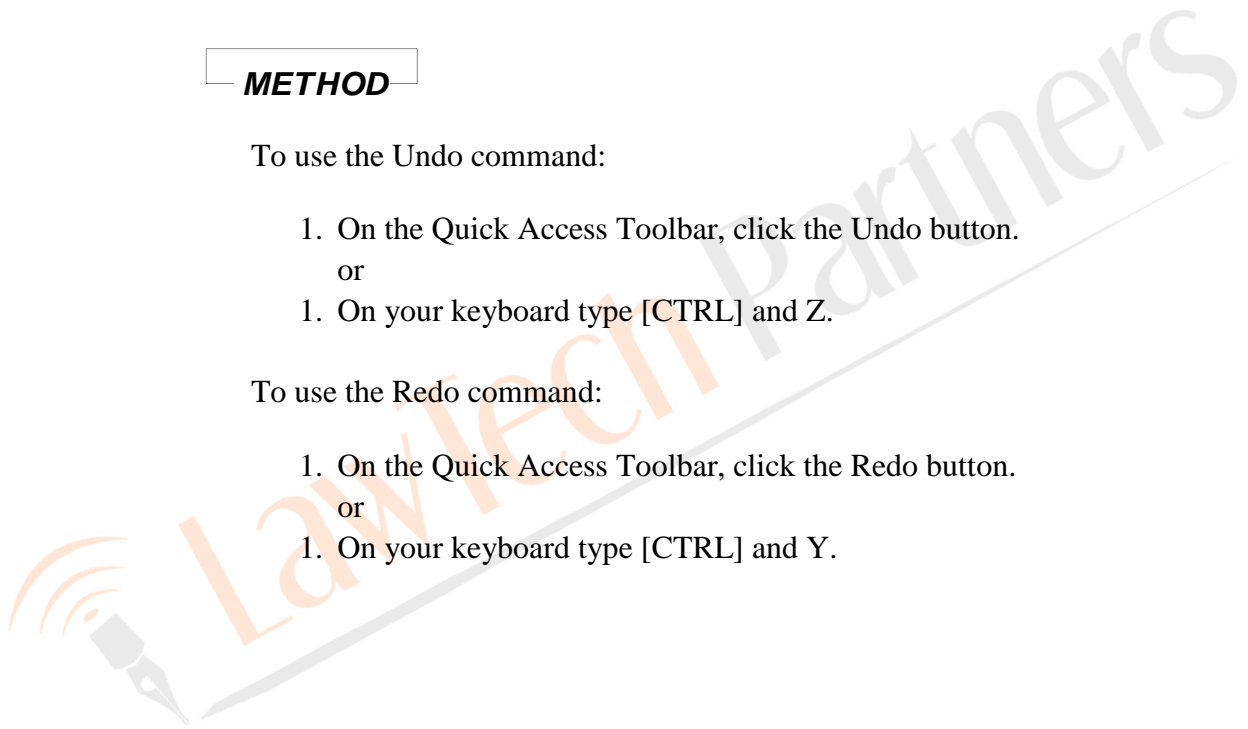 METHOD
To use the Undo command:
1. On the Quick Access Toolbar, click the Undo button.
or
1. On your keyboard type [CTRL] and Z.
To use the Redo command:
1. On the Quick Access Toolbar, click the Redo button.
or
1. On your keyboard type [CTRL] and Y.
LawTech Partners